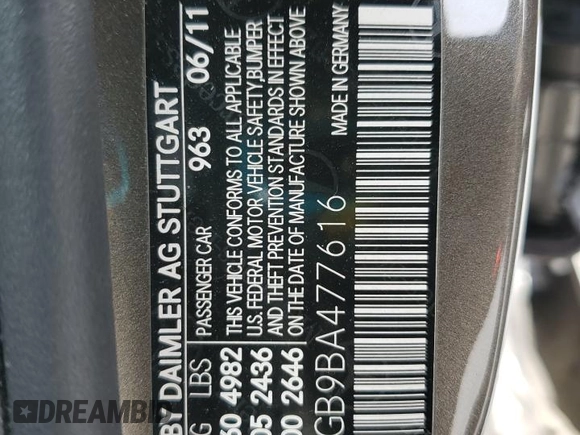 BY DAIMLER AG STUTTGART
963 06/11
G LBS PASSENGER CAR
60 4982 THIS VEHICLE CONFORMS TO ALL APPLICABLE
05 2436 U.S. FEDERAL MOTOR VEHICLE SAFETY,BUMPER
00 2646 AND THEFT PREVENTION STANDARDS IN EFFECT
ON THE DATE OF MANUFACTURE SHOWN ABOVE
GB9BA477616 MADE IN GERMANY
BIDHISTORY